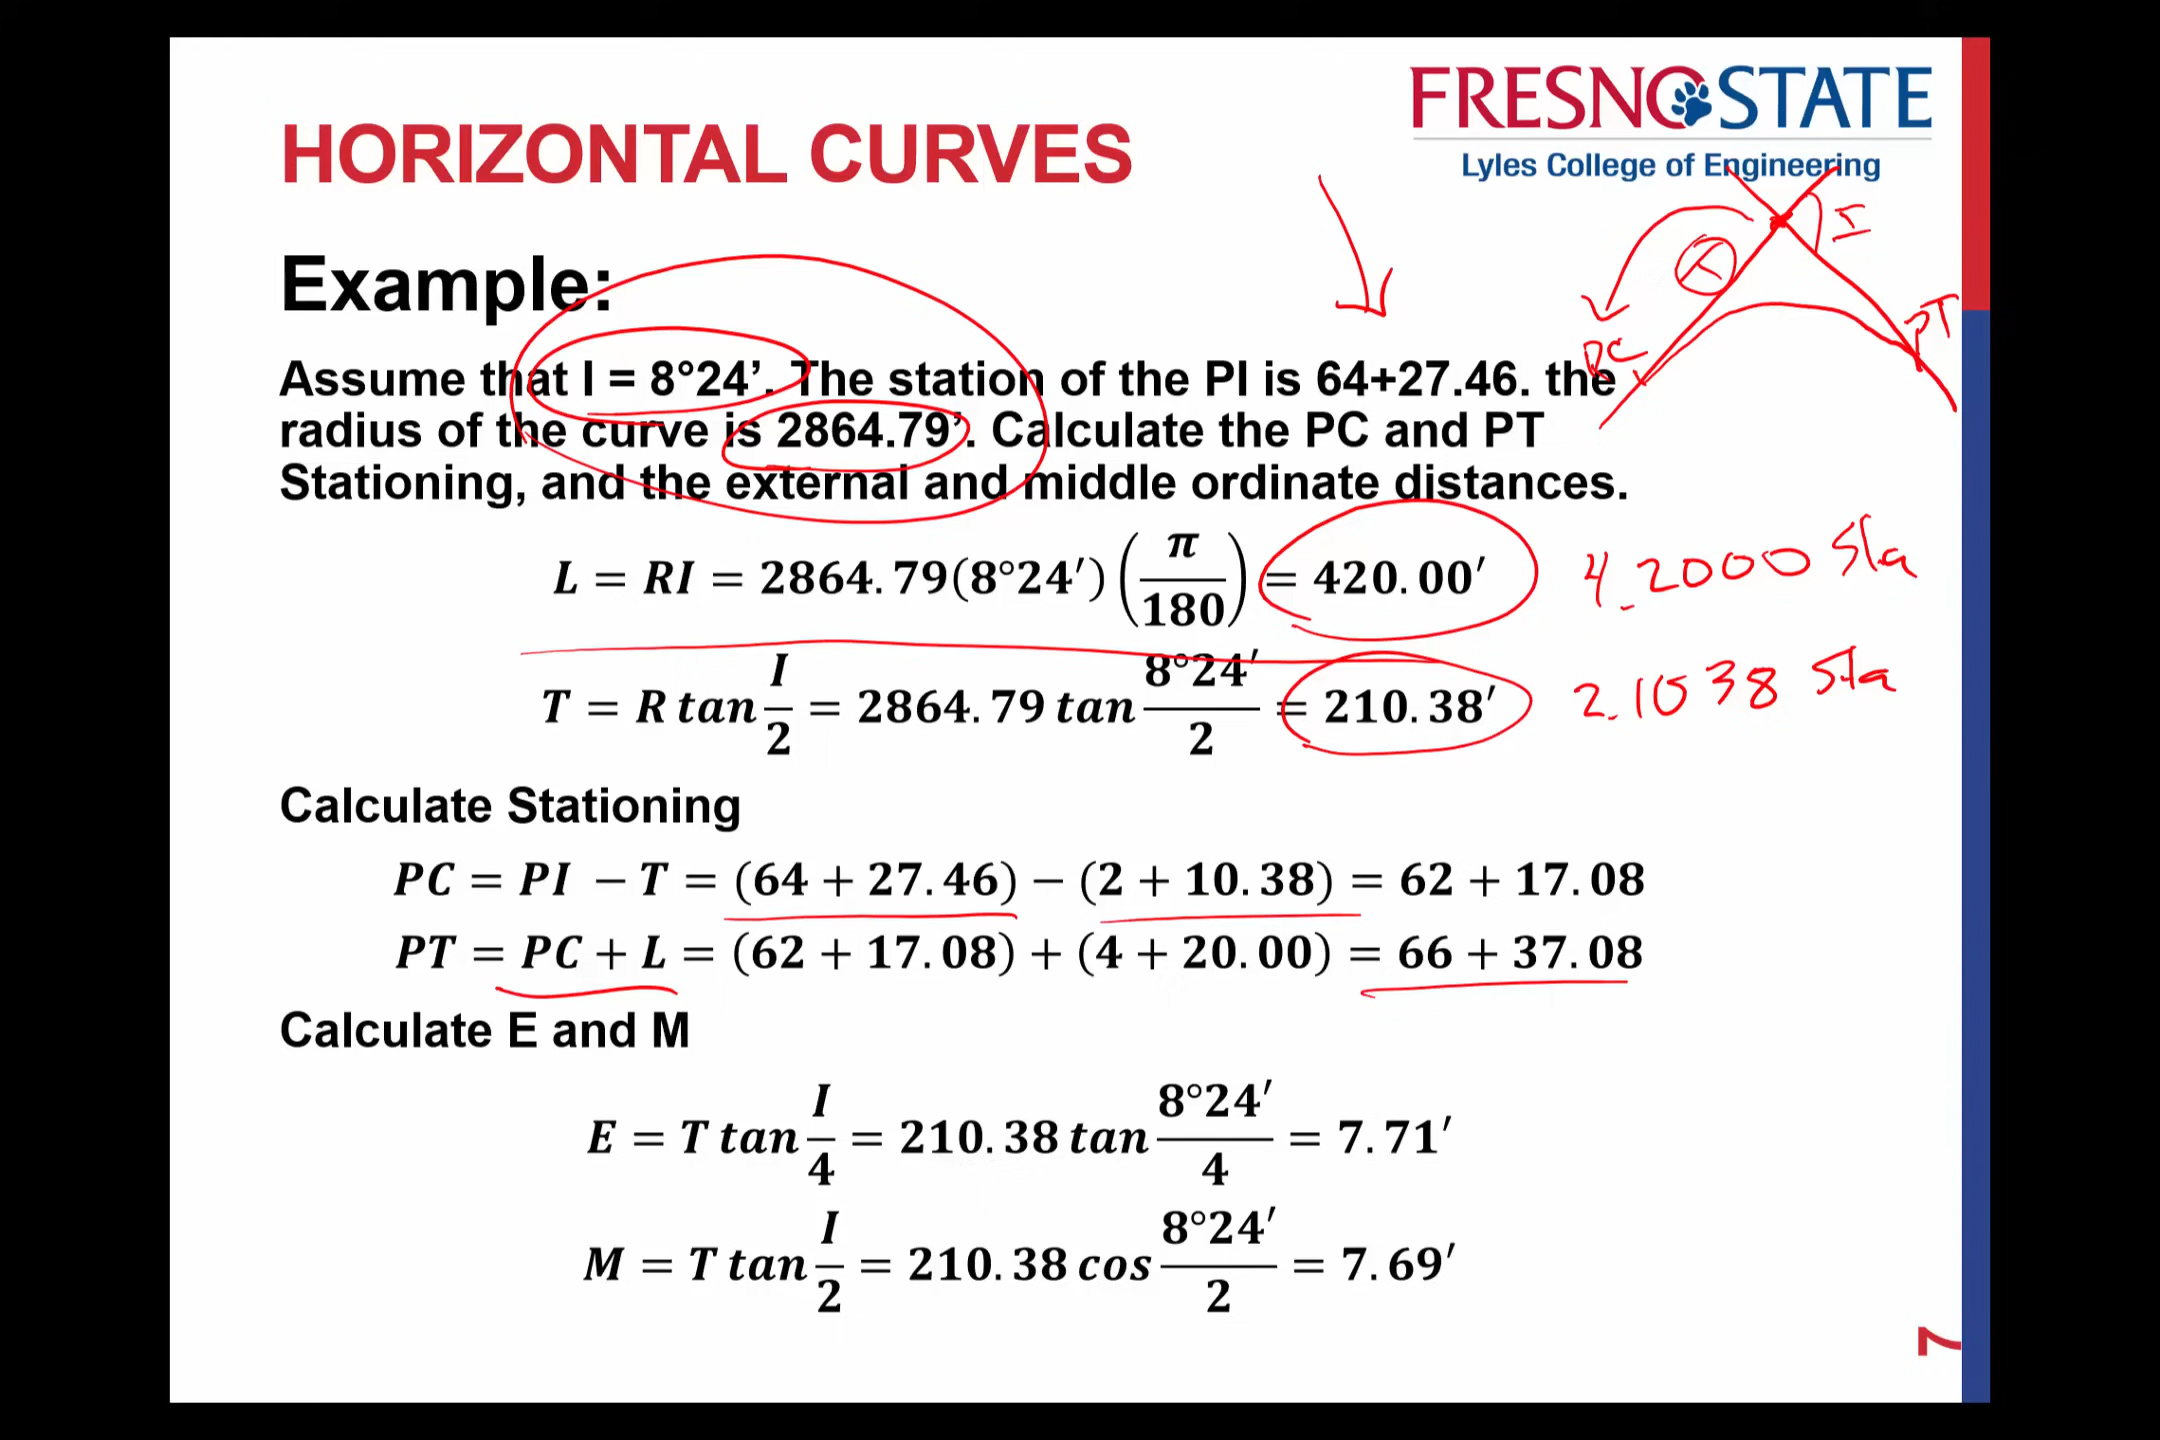 FRESNO STATE
HORIZONTAL CURVES
Lyles College of Engineering
I
T
Example:
PT
PC
Assume that I = 8°24’. The station of the PI is 64+27.46. the
radius of the curve is 2864.79’. Calculate the PC and PT
Stationing, and the external and middle ordinate distances.
L = RI = 2864.79(8°24′)(π/180) = 420.00′ 4.2000 Sta
T = R tan I/2 = 2864.79 tan 8°24′/2 = 210.38′ 2.1038 Sta
Calculate Stationing
PC = PI − T = (64 + 27.46) − (2 + 10.38) = 62 + 17.08
PT = PC + L = (62 + 17.08) + (4 + 20.00) = 66 + 37.08
Calculate E and M
E = T tan I/4 = 210.38 tan 8°24′/4 = 7.71′
M = T tan I/2 = 210.38 cos 8°24′/2 = 7.69′
7